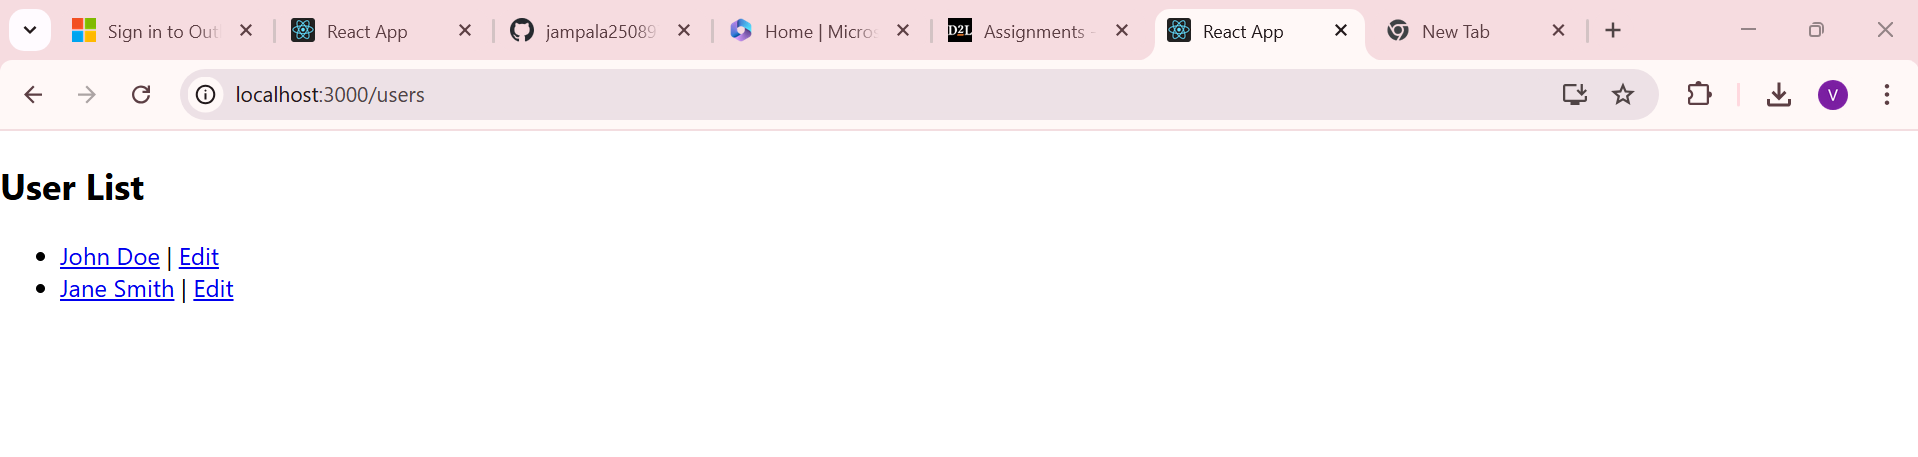 Sign in to Out
React App
jampala25089
Home | Micros
D2L
Assignments -
React App
New Tab
localhost:3000/users
V
User List
John Doe | Edit
Jane Smith | Edit